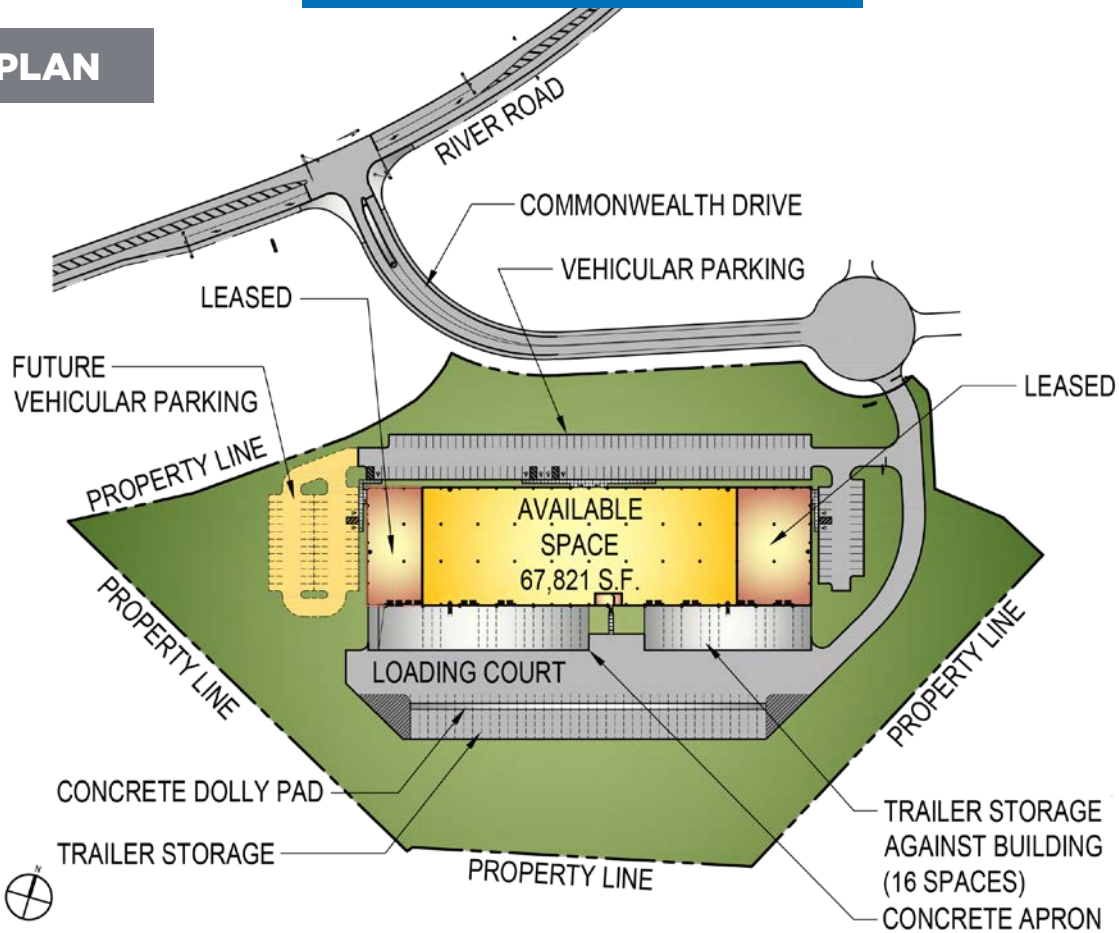 PLAN
RIVER ROAD
COMMONWEALTH DRIVE
VEHICULAR PARKING
LEASED
FUTURE
VEHICULAR PARKING
LEASED
PROPERTY LINE
AVAILABLE
SPACE
67,821 S.F.
PROPERTY LINE
PROPERTY LINE
LOADING COURT
CONCRETE DOLLY PAD
TRAILER STORAGE
PROPERTY LINE
TRAILER STORAGE
AGAINST BUILDING
(16 SPACES)
CONCRETE APRON
N